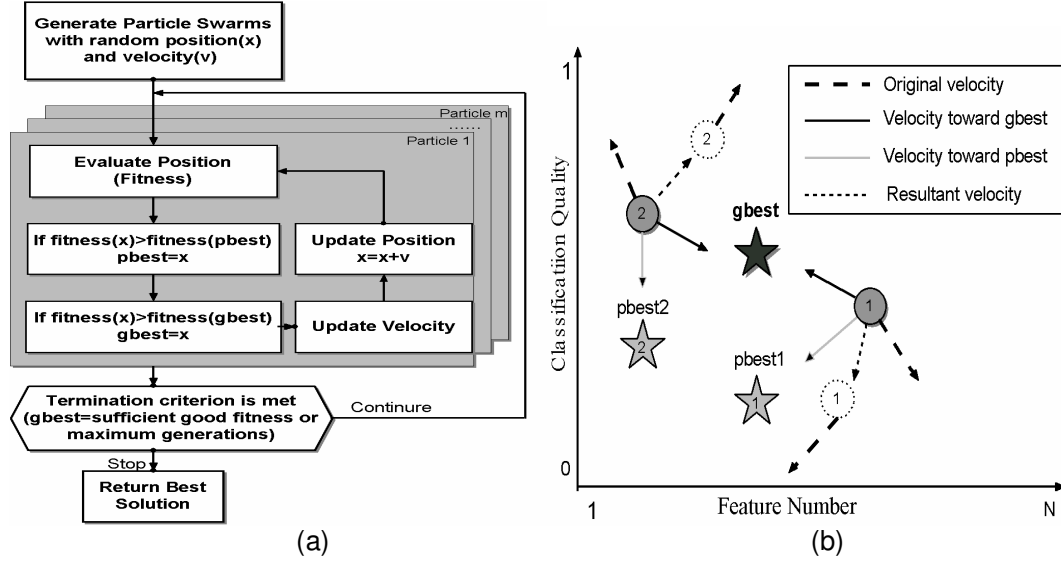 Generate Particle Swarms
with random position(x)
and velocity(v)
Particle m
......
Particle 1
Evaluate Position
(Fitness)
If fitness(x)>fitness(pbest)
pbest=x
Update Position
x=x+v
If fitness(x)>fitness(gbest)
gbest=x
Update Velocity
Termination criterion is met
(gbest=sufficient good fitness or
maximum generations)
Continure
Stop
Return Best
Solution
(a)
Classification Quality
1
0
1
Feature Number
N
Original velocity
Velocity toward gbest
Velocity toward pbest
Resultant velocity
2
2
gbest
pbest2
2
1
pbest1
1
1
(b)